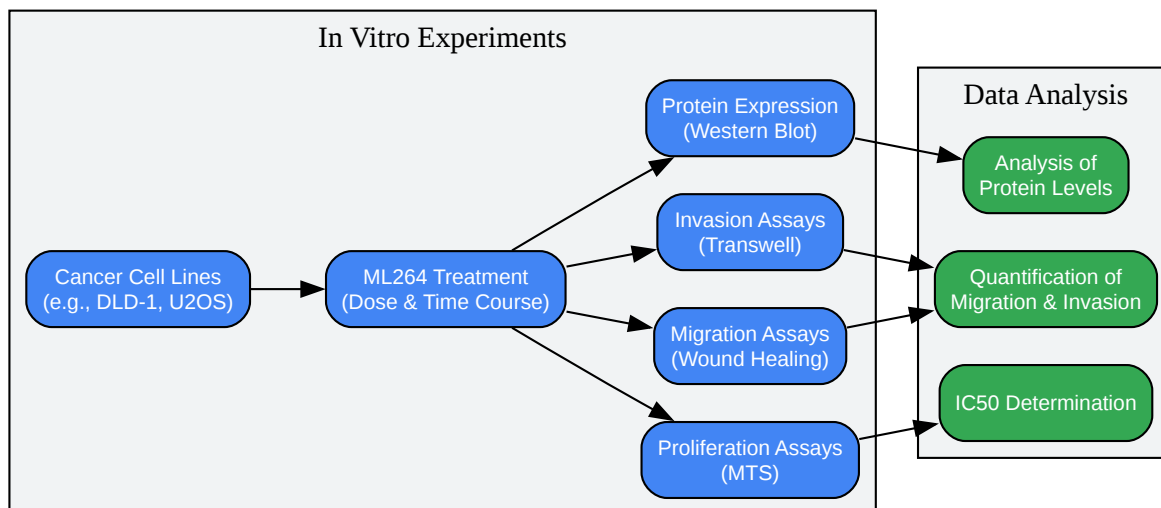 In Vitro Experiments
Cancer Cell Lines
(e.g., DLD-1, U2OS)
ML264 Treatment
(Dose & Time Course)
Protein Expression
(Western Blot)
Invasion Assays
(Transwell)
Migration Assays
(Wound Healing)
Proliferation Assays
(MTS)
Data Analysis
Analysis of
Protein Levels
Quantification of
Migration & Invasion
IC50 Determination